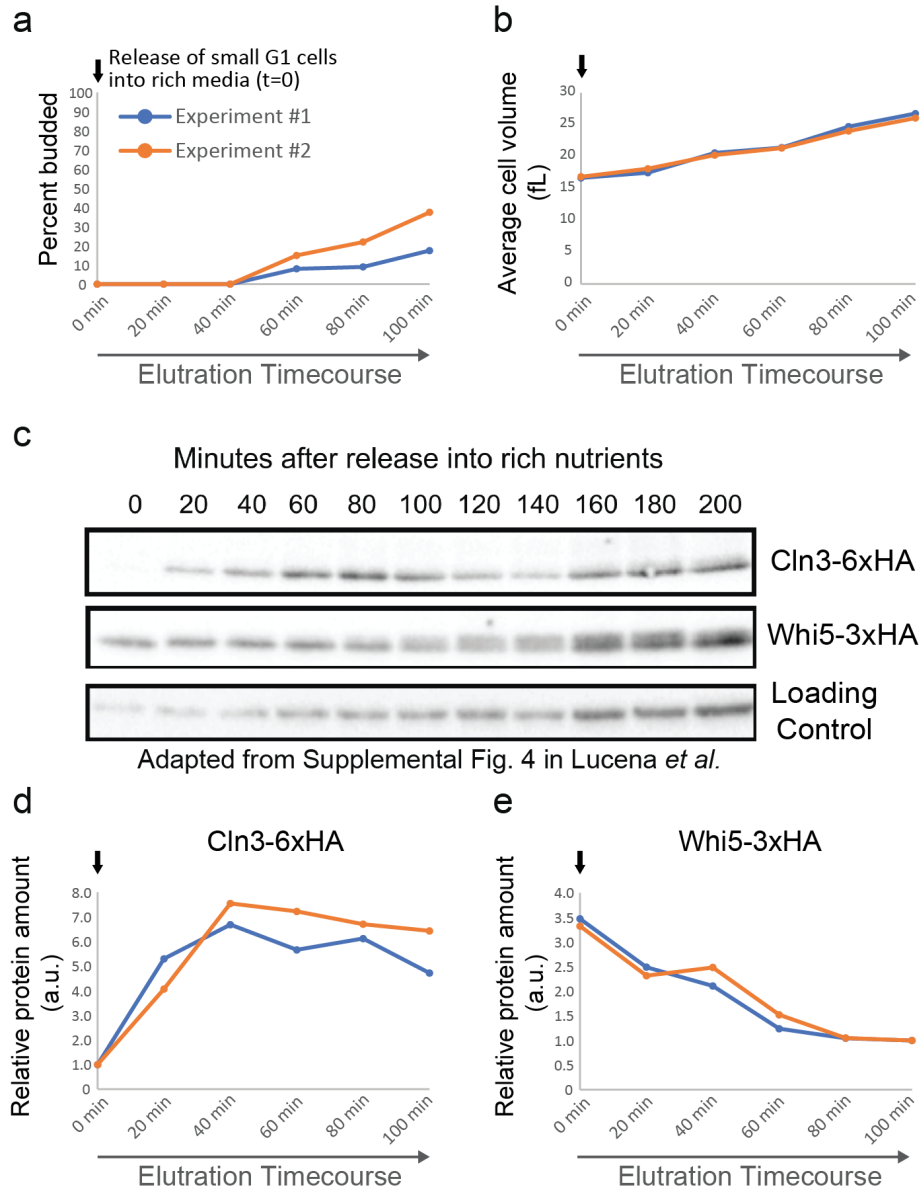 a
Release of small G1 cells
into rich media (t=0)
Percent budded
100
90
80
70
60
50
40
30
20
10
0
Experiment #1
Experiment #2
0 min
20 min
40 min
60 min
80 min
100 min
Elutration Timecourse
b
Average cell volume
(fL)
30
25
20
15
10
5
0
0 min
20 min
40 min
60 min
80 min
100 min
Elutration Timecourse
c
Minutes after release into rich nutrients
0 20 40 60 80 100 120 140 160 180 200
Cln3-6xHA
Whi5-3xHA
Loading
Control
Adapted from Supplemental Fig. 4 in Lucena et al.
d
Cln3-6xHA
Relative protein amount
(a.u.)
8.0
7.0
6.0
5.0
4.0
3.0
2.0
1.0
0
0 min
20 min
40 min
60 min
80 min
100 min
Elutration Timecourse
e
Whi5-3xHA
Relative protein amount
(a.u.)
4.0
3.5
3.0
2.5
2.0
1.5
1.0
0.5
0
0 min
20 min
40 min
60 min
80 min
100 min
Elutration Timecourse